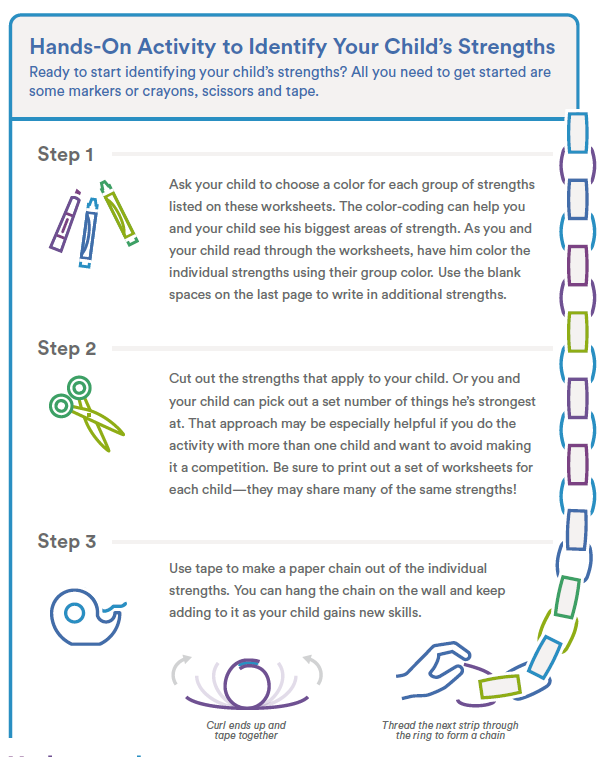 Hands-On Activity to Identify Your Child's Strengths
Ready to start identifying your child's strengths? All you need to get started are
some markers or crayons, scissors and tape.
Step 1
Ask your child to choose a color for each group of strengths
listed on these worksheets. The color-coding can help you
and your child see his biggest areas of strength. As you and
your child read through the worksheets, have him color the
individual strengths using their group color. Use the blank
spaces on the last page to write in additional strengths.
Step 2
Cut out the strengths that apply to your child. Or you and
your child can pick out a set number of things he's strongest
at. That approach may be especially helpful if you do the
activity with more than one child and want to avoid making
it a competition. Be sure to print out a set of worksheets for
each child—they may share many of the same strengths!
Step 3
Use tape to make a paper chain out of the individual
strengths. You can hang the chain on the wall and keep
adding to it as your child gains new skills.
Curl ends up and
tape together
Thread the next strip through
the ring to form a chain